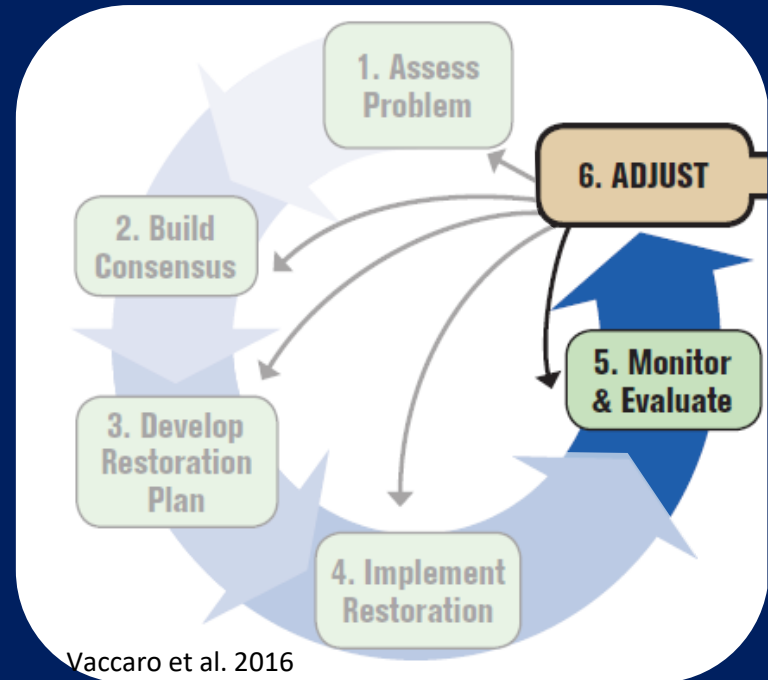 1. Assess
Problem
6. ADJUST
2. Build
Consensus
5. Monitor
& Evaluate
3. Develop
Restoration
Plan
4. Implement
Restoration
Vaccaro et al. 2016